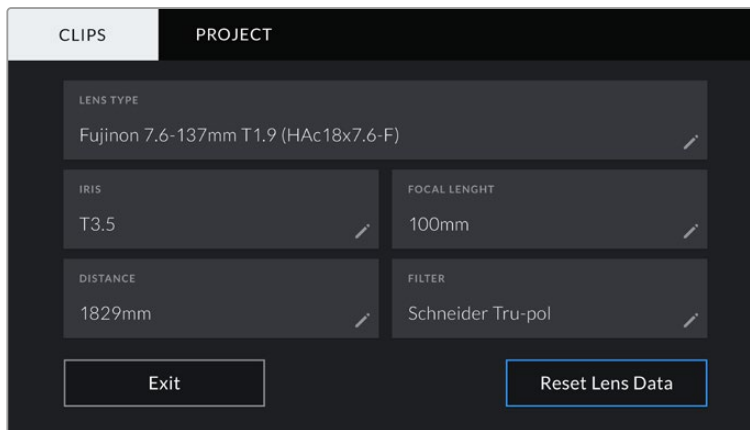 CLIPS PROJECT
LENS TYPE
Fujinon 7.6-137mm T1.9 (HAc18x7.6-F)
IRIS FOCAL LENGHT
T3.5 100mm
DISTANCE FILTER
1829mm Schneider Tru-pol
Exit Reset Lens Data